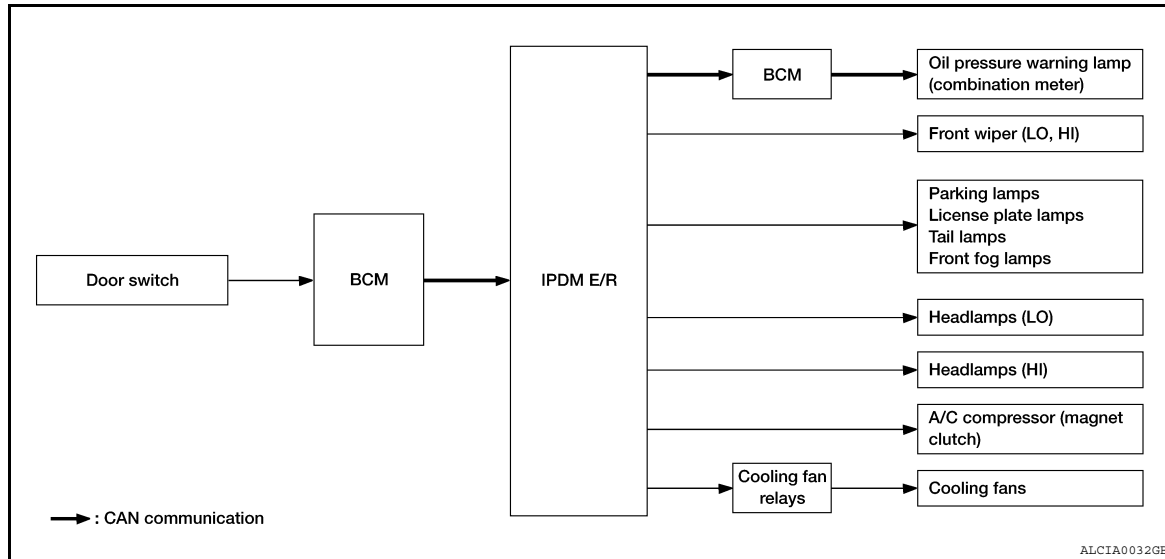 Door switch
BCM
IPDM E/R
BCM
Oil pressure warning lamp
(combination meter)
Front wiper (LO, HI)
Parking lamps
License plate lamps
Tail lamps
Front fog lamps
Headlamps (LO)
Headlamps (HI)
A/C compressor (magnet
clutch)
Cooling fan
relays
Cooling fans
: CAN communication
ALCIA0032GB